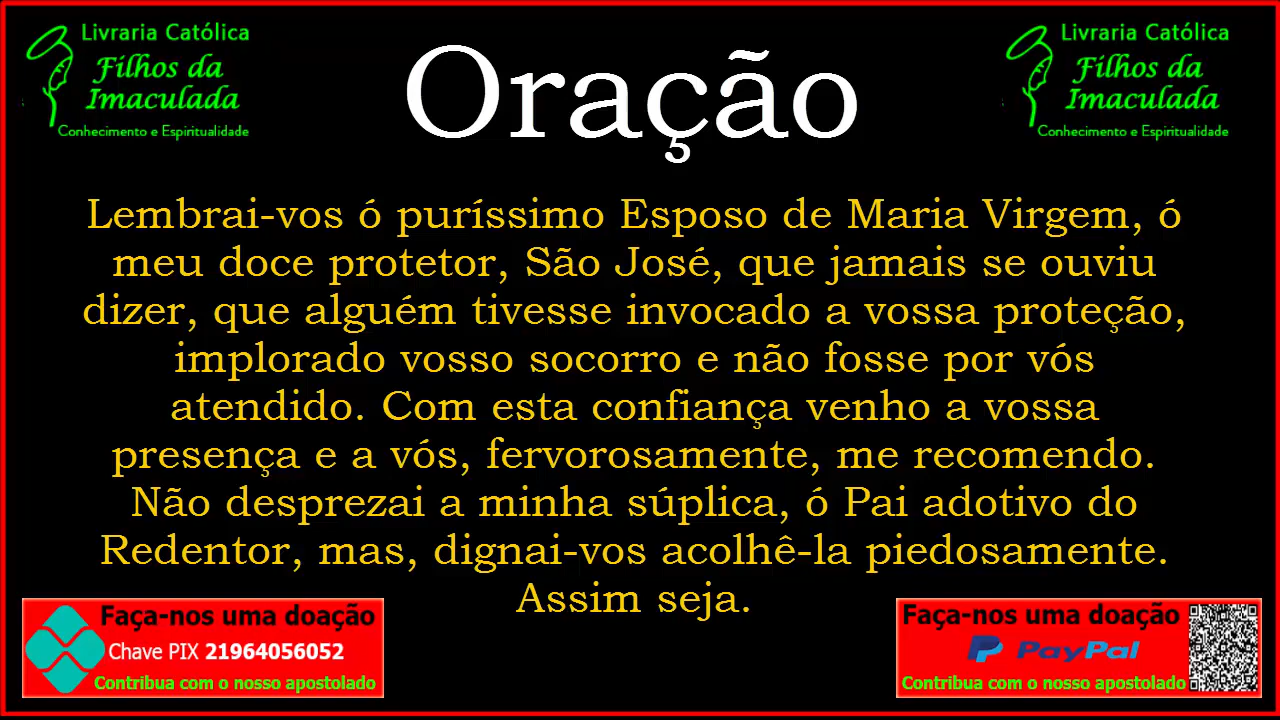 Livraria Católica
Filhos da
Imaculada
Conhecimento e Espiritualidade
Oração
Livraria Católica
Filhos da
Imaculada
Conhecimento e Espiritualidade
Lembrai-vos ó puríssimo Esposo de Maria Virgem, ó
meu doce protetor, São José, que jamais se ouviu
dizer, que alguém tivesse invocado a vossa proteção,
implorado vosso socorro e não fosse por vós
atendido. Com esta confiança venho a vossa
presença e a vós, fervorosamente, me recomendo.
Não desprezai a minha súplica, ó Pai adotivo do
Redentor, mas, dignai-vos acolhê-la piedosamente.
Assim seja.
Faça-nos uma doação
Chave PIX 21964056052
Contribua com o nosso apostolado
Faça-nos uma doação
PayPal
Contribua com o nosso apostolado